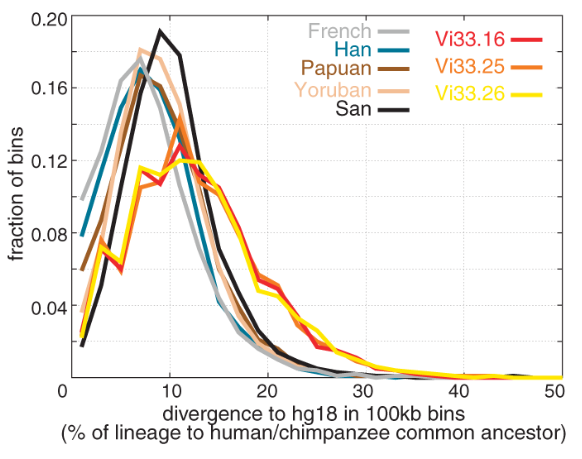 0.20
0.16
0.12
0.08
0.04
fraction of bins
French
Han
Papuan
Yoruban
San
Vi33.16
Vi33.25
Vi33.26
0 10 20 30 40 50
divergence to hg18 in 100kb bins
(% of lineage to human/chimpanzee common ancestor)